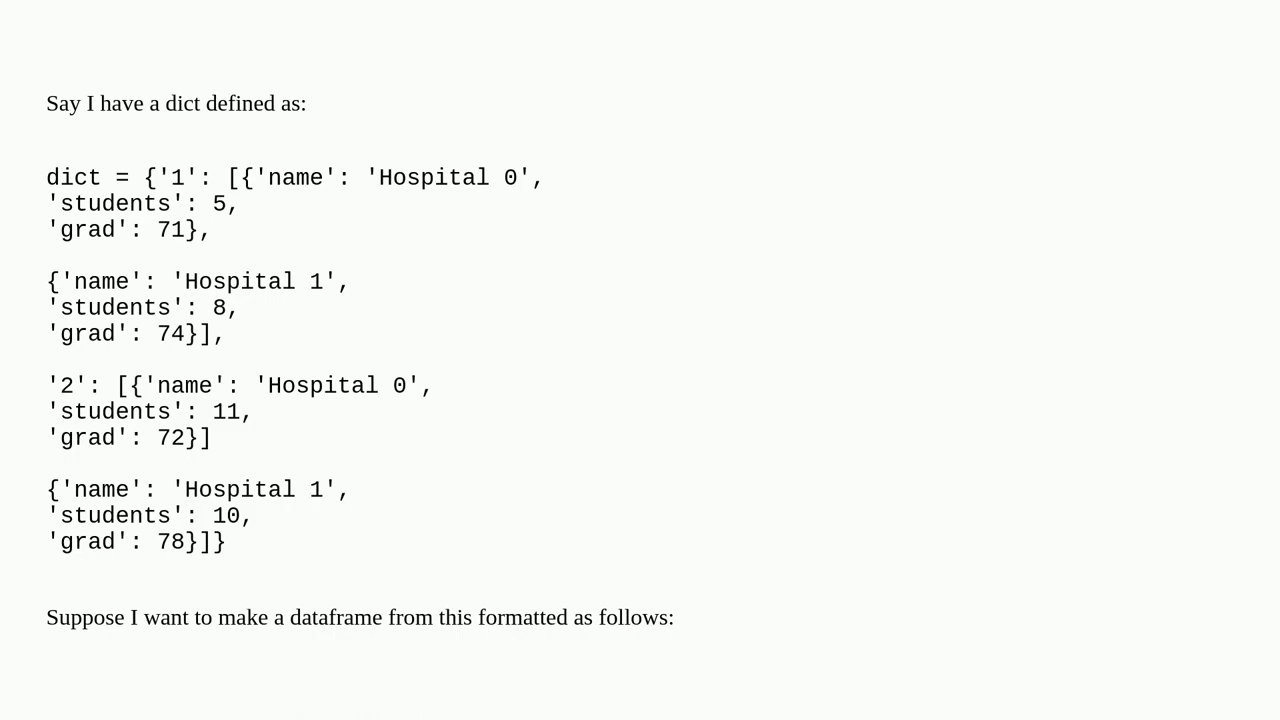 Say I have a dict defined as:
dict = {'1': [{'name': 'Hospital 0',
'students': 5,
'grad': 71},
{'name': 'Hospital 1',
'students': 8,
'grad': 74}],
'2': [{'name': 'Hospital 0',
'students': 11,
'grad': 72}]
{'name': 'Hospital 1',
'students': 10,
'grad': 78}]}
Suppose I want to make a dataframe from this formatted as follows: